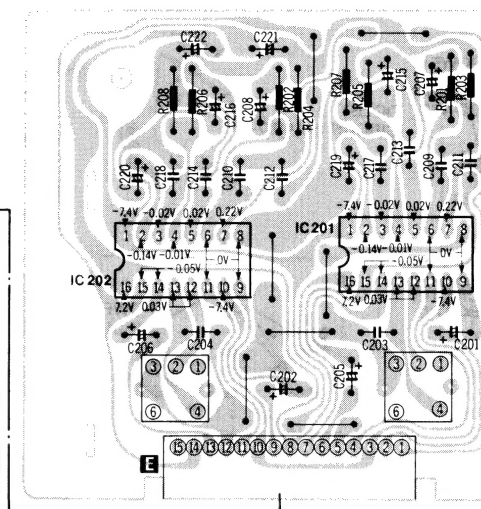 C222
C221
R208
R206
C216
C208
R202
R204
R207
R205
C215
C207
R201
R203
C220
C218
C214
C210
C212
C219
C217
C213
C209
C211
-7.4V -0.02V 0.02V 0.22V
1 2 3 4 5 6 7 8
-0.14V -0.01V 0V
-0.05V
IC 202
16 15 14 13 12 11 10 9
7.2V 0.03V -7.4V
-7.4V -0.02V 0.02V 0.22V
IC201
1 2 3 4 5 6 7 8
-0.14V -0.01V 0V
-0.05V
16 15 14 13 12 11 10 9
7.2V 0.03V -7.4V
C206
C204
C203
C201
C202
C205
3 2 1
6 4
3 2 1
6 4
E
15 14 13 12 11 10 9 8 7 6 5 4 3 2 1